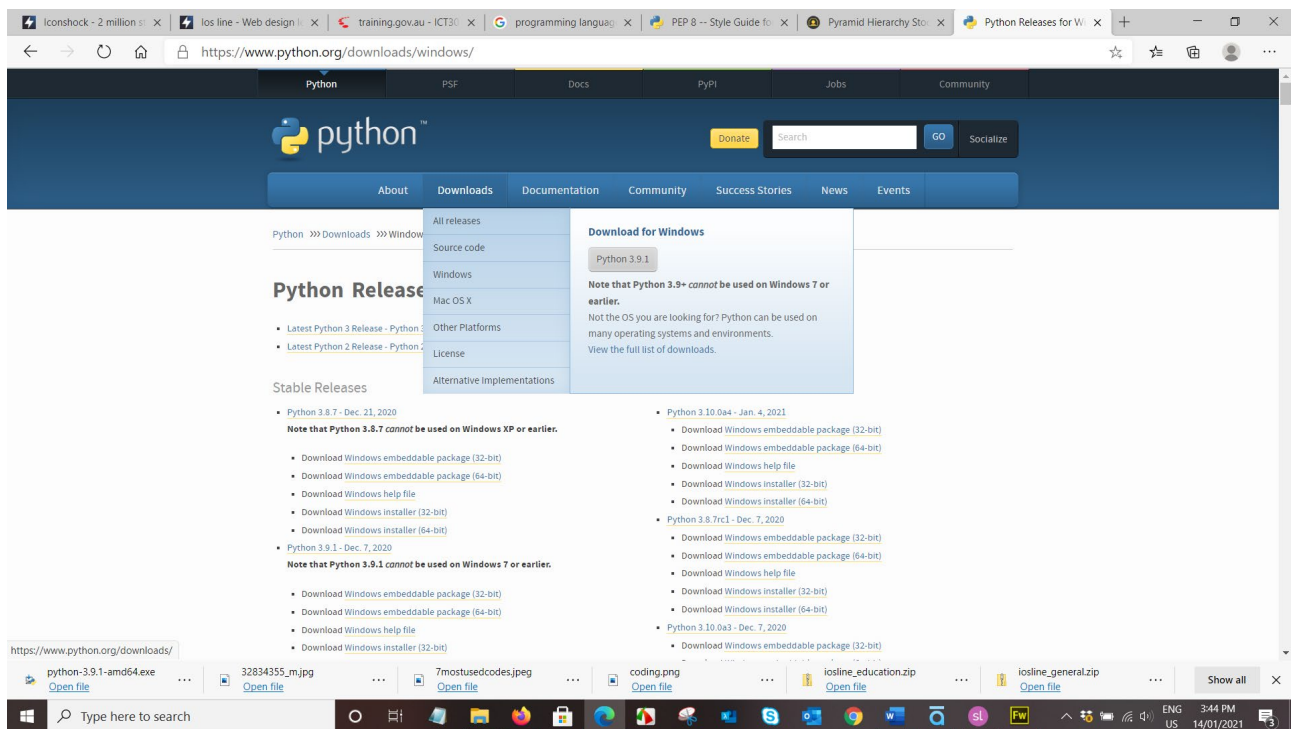 Iconshock - 2 million st
Ios line - Web design Ic
training.gov.au - ICT30
programming languag
PEP 8 -- Style Guide fo
Pyramid Hierarchy Sto
Python Releases for Wi
https://www.python.org/downloads/windows/
Python
PSF
Docs
PyPI
Jobs
Community
python™
Donate
Search
GO
Socialize
About
Downloads
Documentation
Community
Success Stories
News
Events
Python >>> Downloads >>> Window
All releases
Source code
Windows
Mac OS X
Other Platforms
License
Alternative Implementations
Download for Windows
Python 3.9.1
Note that Python 3.9+ cannot be used on Windows 7 or
earlier.
Not the OS you are looking for? Python can be used on
many operating systems and environments.
View the full list of downloads.
Python Release
Latest Python 3 Release - Python
Latest Python 2 Release - Python
Stable Releases
Python 3.8.7 - Dec. 21, 2020
Note that Python 3.8.7 cannot be used on Windows XP or earlier.
Download Windows embeddable package (32-bit)
Download Windows embeddable package (64-bit)
Download Windows help file
Download Windows installer (32-bit)
Download Windows installer (64-bit)
Python 3.9.1 - Dec. 7, 2020
Note that Python 3.9.1 cannot be used on Windows 7 or earlier.
Download Windows embeddable package (32-bit)
Download Windows embeddable package (64-bit)
Download Windows help file
Download Windows installer (32-bit)
Python 3.10.0a4 - Jan. 4, 2021
Download Windows embeddable package (32-bit)
Download Windows embeddable package (64-bit)
Download Windows help file
Download Windows installer (32-bit)
Download Windows installer (64-bit)
Python 3.8.7rc1 - Dec. 7, 2020
Download Windows embeddable package (32-bit)
Download Windows embeddable package (64-bit)
Download Windows help file
Download Windows installer (32-bit)
Download Windows installer (64-bit)
Python 3.10.0a3 - Dec. 7, 2020
Download Windows embeddable package (32-bit)
https://www.python.org/downloads/
python-3.9.1-amd64.exe
Open file
32834355_m.jpg
Open file
7mostusedcodes.jpeg
Open file
coding.png
Open file
iosline_education.zip
Open file
iosline_general.zip
Open file
Show all
Type here to search
sl
Fw
ENG
US
3:44 PM
14/01/2021
3